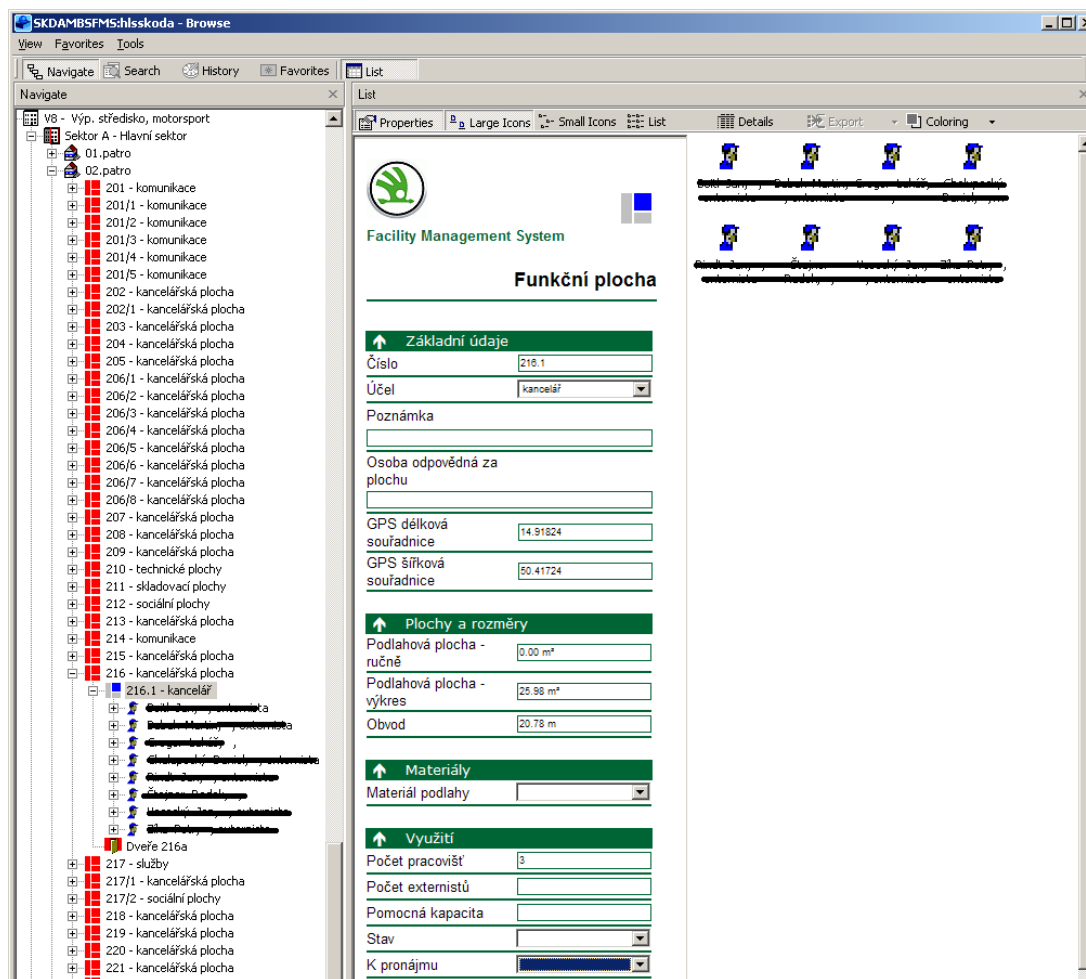 SKDAMBSFMS:hlsskoda - Browse
View Favorites Tools
Navigate Search History Favorites List
Navigate
V8 - Výp. středisko, motorsport
Sektor A - Hlavní sektor
01.patro
02.patro
201 - komunikace
201/1 - komunikace
201/2 - komunikace
201/3 - komunikace
201/4 - komunikace
201/5 - komunikace
202 - kancelářská plocha
202/1 - kancelářská plocha
203 - kancelářská plocha
204 - kancelářská plocha
205 - kancelářská plocha
206/1 - kancelářská plocha
206/2 - kancelářská plocha
206/3 - kancelářská plocha
206/4 - kancelářská plocha
206/5 - kancelářská plocha
206/6 - kancelářská plocha
206/7 - kancelářská plocha
206/8 - kancelářská plocha
207 - kancelářská plocha
208 - kancelářská plocha
209 - kancelářská plocha
210 - technické plochy
211 - skladovací plochy
212 - sociální plochy
213 - kancelářská plocha
214 - komunikace
215 - kancelářská plocha
216 - kancelářská plocha
216.1 - kancelář
Dveře 216a
217 - služby
217/1 - kancelářská plocha
217/2 - sociální plochy
218 - kancelářská plocha
219 - kancelářská plocha
220 - kancelářská plocha
221 - kancelářská plocha
List
Properties Large Icons Small Icons List Details Export Coloring
Facility Management System
Funkční plocha
Základní údaje
Číslo 216.1
Účel kancelář
Poznámka
Osoba odpovědná za
plochu
GPS délková
souřadnice 14.91824
GPS šířková
souřadnice 50.41724
Plochy a rozměry
Podlahová plocha -
ručně 0.00 m²
Podlahová plocha -
výkres 25.98 m²
Obvod 20.78 m
Materiály
Materiál podlahy
Využití
Počet pracovišť 3
Počet externistů
Pomocná kapacita
Stav
K pronájmu